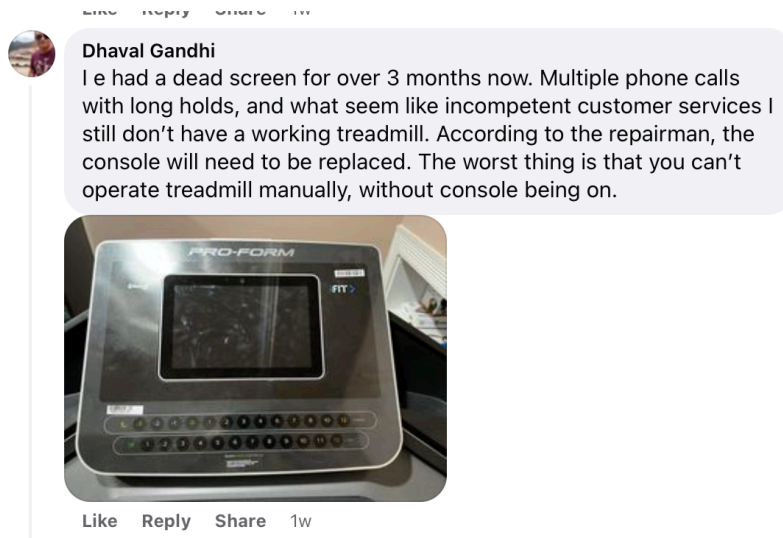 Like Reply Share 1w
Dhaval Gandhi
I e had a dead screen for over 3 months now. Multiple phone calls
with long holds, and what seem like incompetent customer services I
still don't have a working treadmill. According to the repairman, the
console will need to be replaced. The worst thing is that you can't
operate treadmill manually, without console being on.
PRO-FORM
iFIT
Like Reply Share 1w